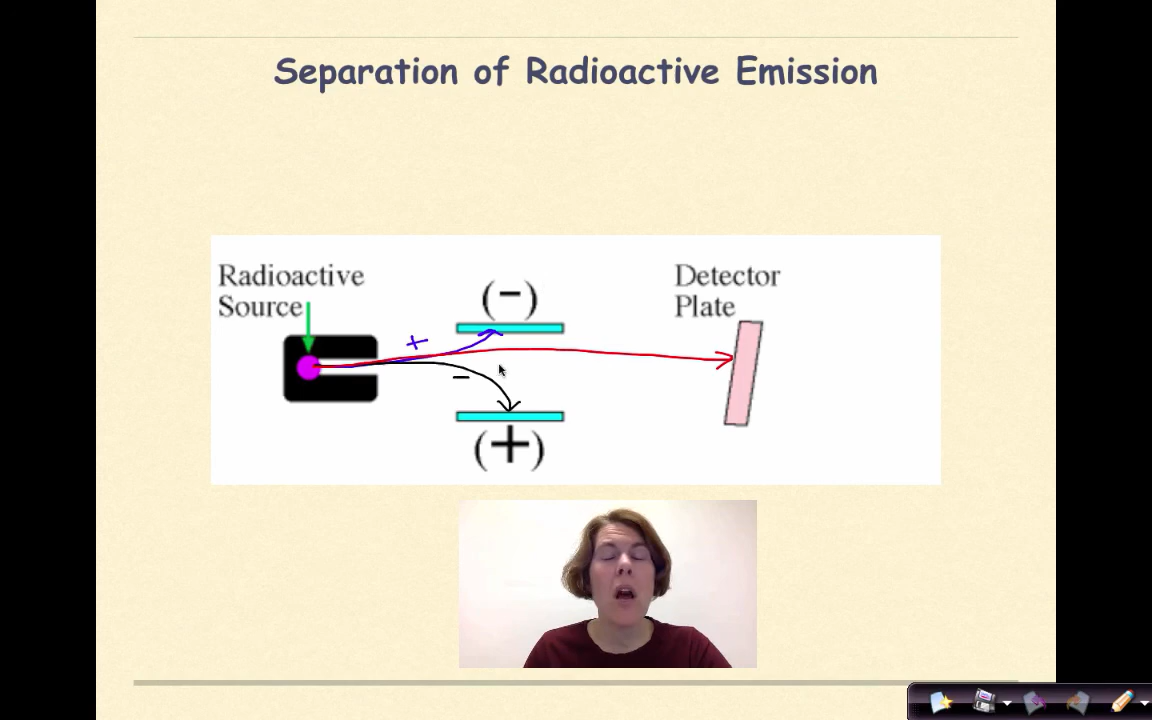 Separation of Radioactive Emission
Radioactive
Source
(-)
Detector
Plate
+
-
(+)